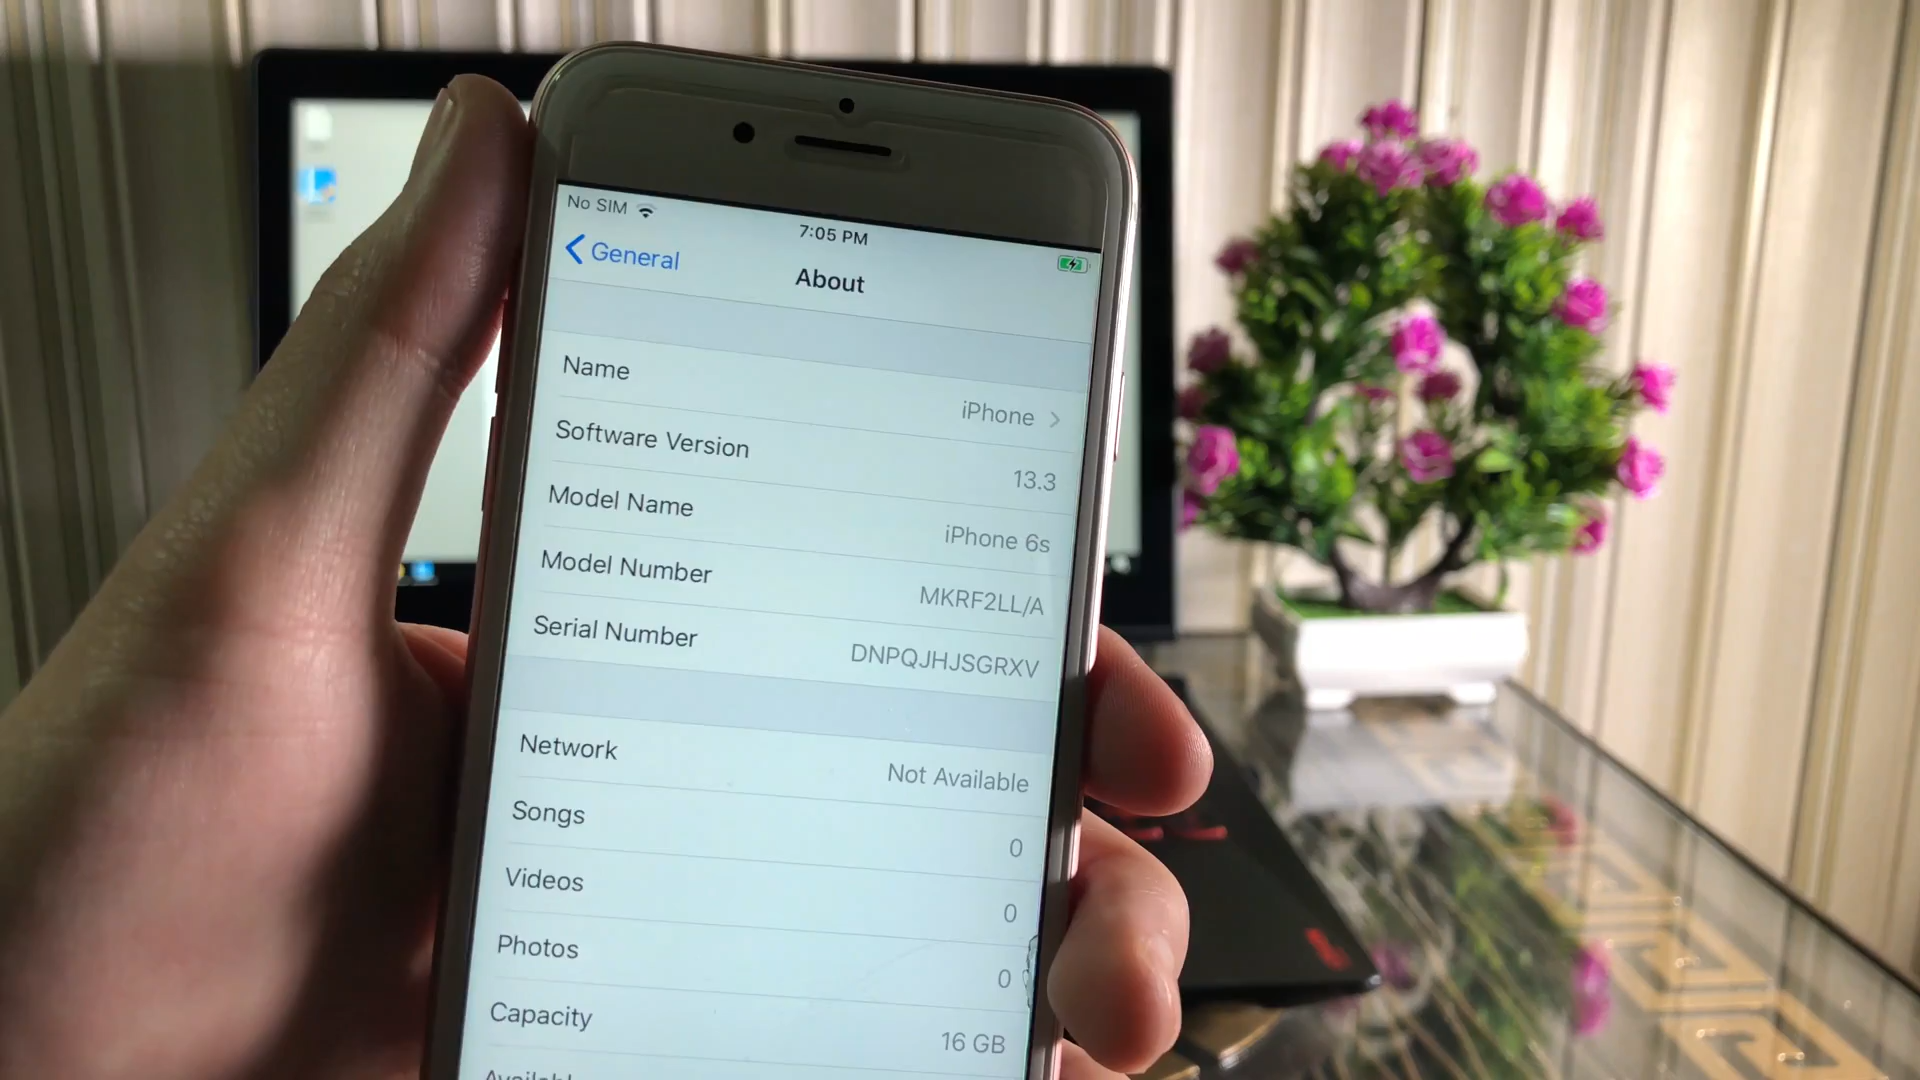 No SIM
7:05 PM
General
About
Name
iPhone
Software Version
13.3
Model Name
iPhone 6s
Model Number
MKRF2LL/A
Serial Number
DNPQJHJSGRXV
Network
Not Available
Songs
0
Videos
0
Photos
0
Capacity
16 GB